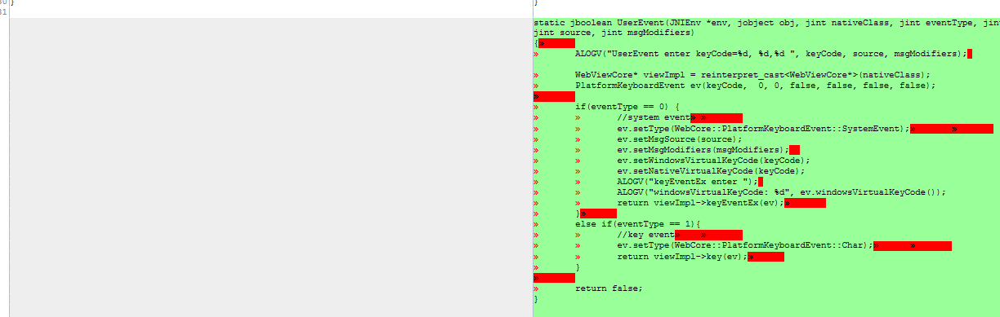 30 }
31
}
static jboolean UserEvent(JNIEnv *env, jobject obj, jint nativeClass, jint eventType, jin
jint source, jint msgModifiers)
{»
» ALOGV("UserEvent enter keyCode=%d, %d,%d ", keyCode, source, msgModifiers);
» WebViewCore* viewImpl = reinterpret_cast<WebViewCore*>(nativeClass);
» PlatformKeyboardEvent ev(keyCode,  0, 0, false, false, false, false);
»
» if(eventType == 0) {
» » //system event» »
» » ev.setType(WebCore::PlatformKeyboardEvent::SystemEvent);» »
» » ev.setMsgSource(source);
» » ev.setMsgModifiers(msgModifiers);
» » ev.setWindowsVirtualKeyCode(keyCode);
» » ev.setNativeVirtualKeyCode(keyCode);
» » ALOGV("keyEventEx enter ");
» » ALOGV("windowsVirtualKeyCode: %d", ev.windowsVirtualKeyCode());
» » return viewImpl->keyEventEx(ev);»
» }»
» else if(eventType == 1){
» » //key event» »
» » ev.setType(WebCore::PlatformKeyboardEvent::Char);» »
» » return viewImpl->key(ev);»
» }
»
» return false;
}